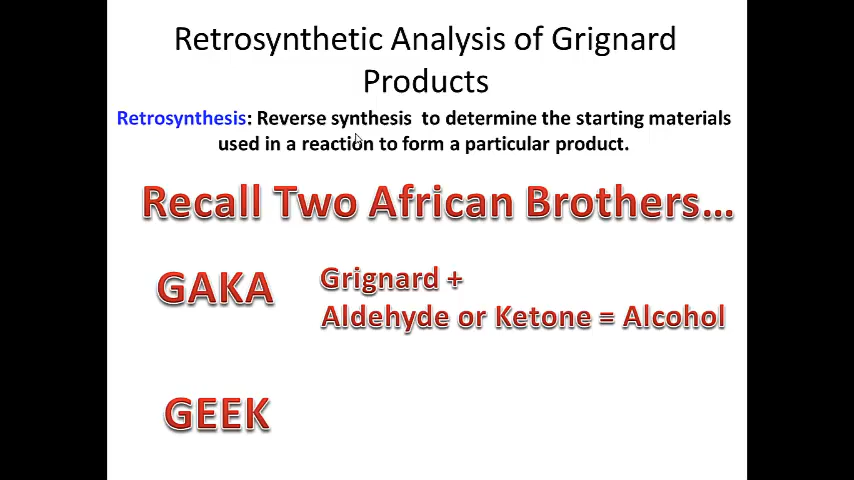 Retrosynthetic Analysis of Grignard
Products
Retrosynthesis: Reverse synthesis to determine the starting materials
used in a reaction to form a particular product.
Recall Two African Brothers...
GAKA
Grignard +
Aldehyde or Ketone = Alcohol
GEEK